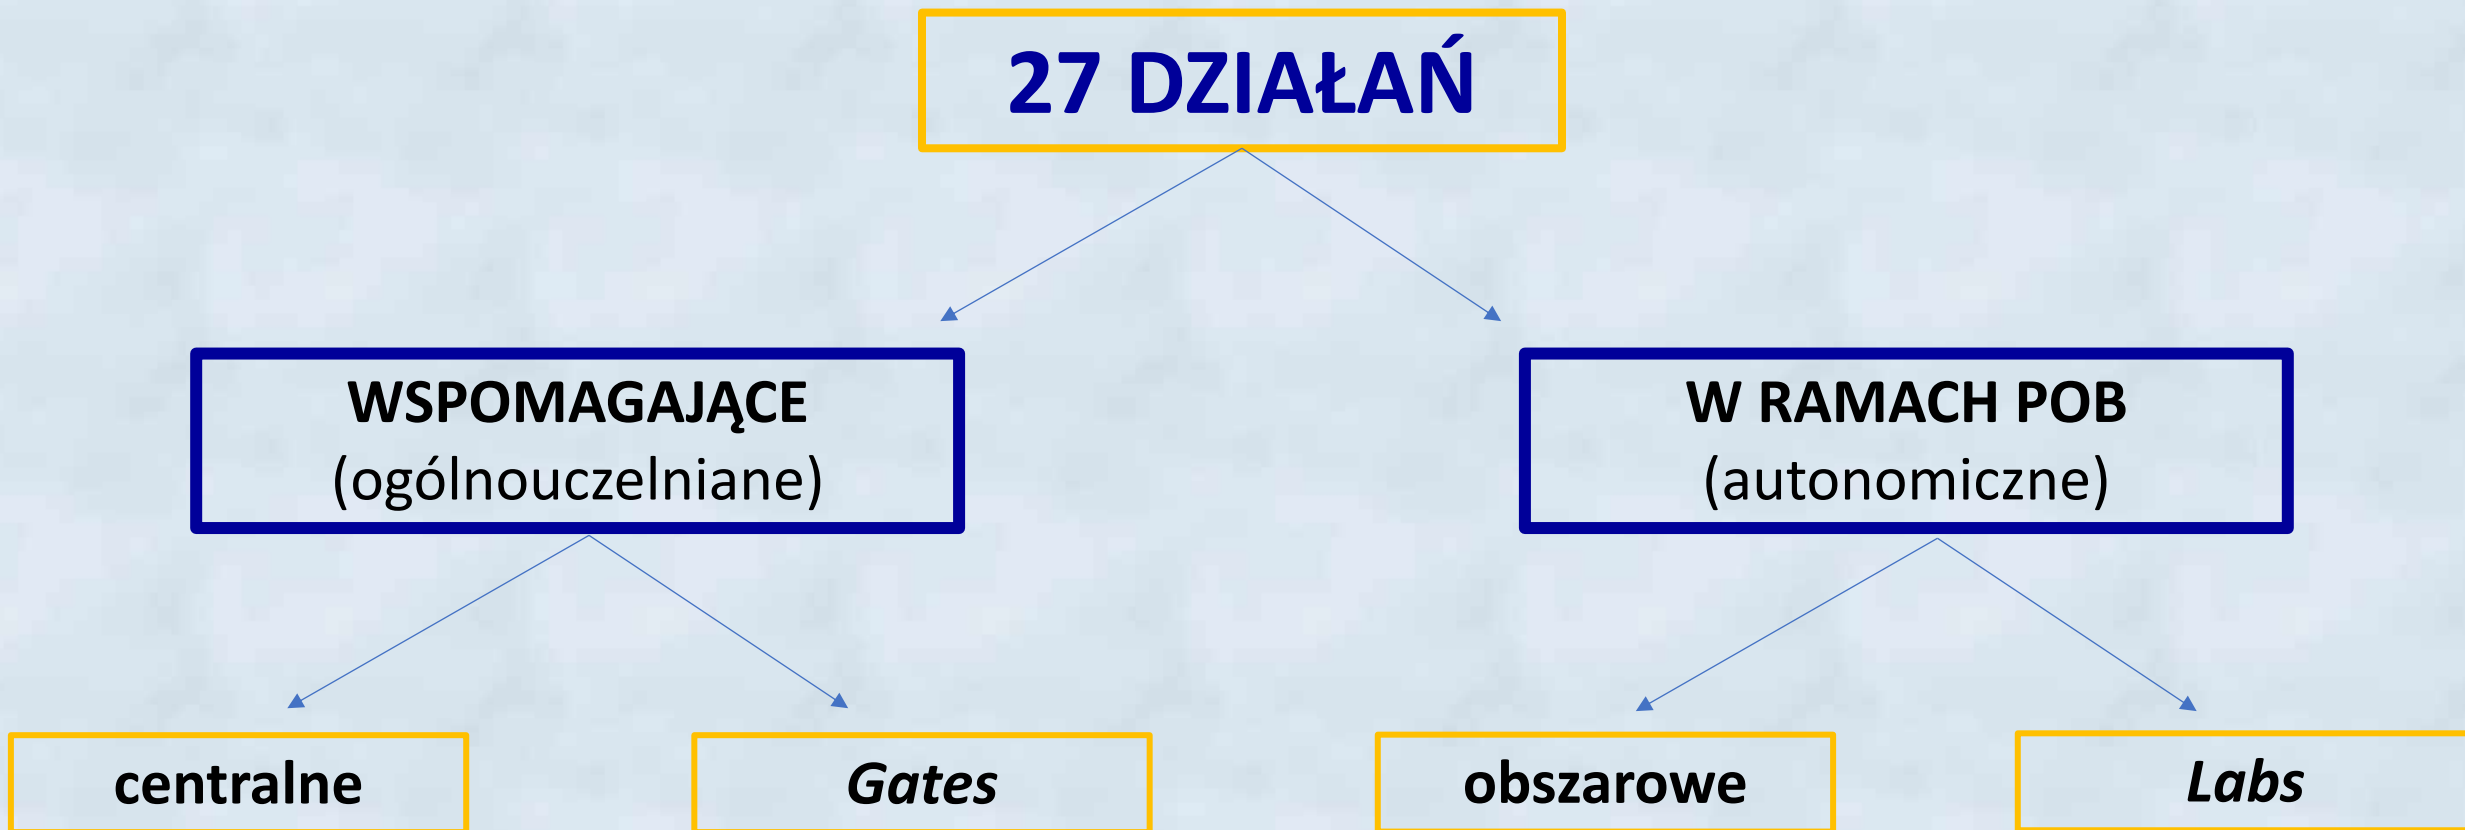 27 DZIAŁAŃ
WSPOMAGAJĄCE
(ogólnouczelniane)
W RAMACH POB
(autonomiczne)
centralne
Gates
obszarowe
Labs